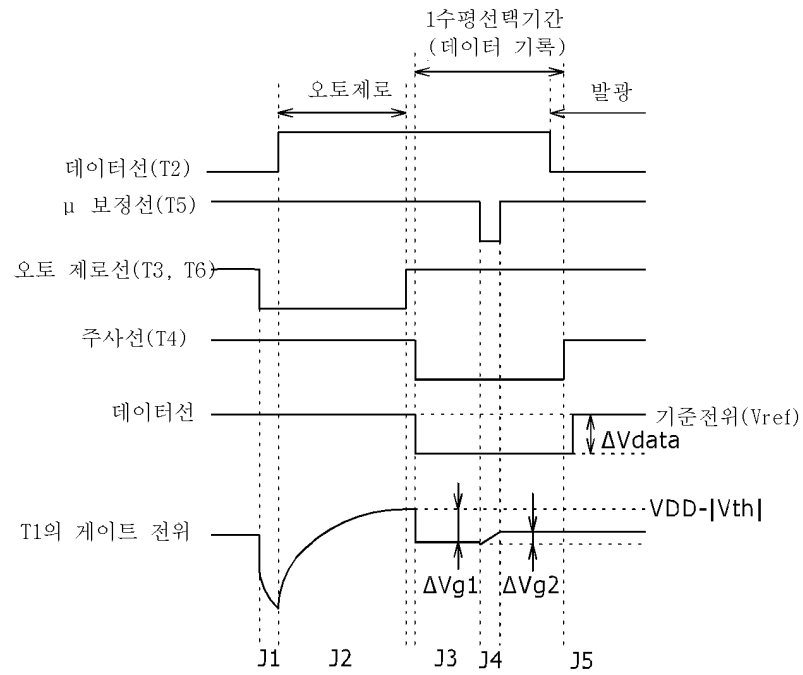 1수평선택기간
(데이터 기록)
오토제로
발광
데이터선(T2)
μ 보정선(T5)
오토 제로선(T3, T6)
주사선(T4)
데이터선
기준전위(Vref)
ΔVdata
T1의 게이트 전위
VDD-|Vth|
ΔVg1
ΔVg2
J1
J2
J3
J4
J5